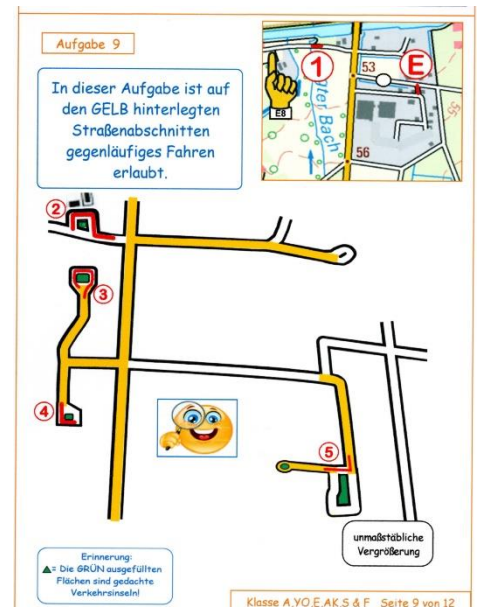 Aufgabe 9
In dieser Aufgabe ist auf
den GELB hinterlegten
Straßenabschnitten
gegenläufiges Fahren
erlaubt.
1
53
E
E8
ler Bach
55
56
2
3
4
5
unmaßstäbliche
Vergrößerung
Erinnerung:
= Die GRÜN ausgefüllten
Flächen sind gedachte
Verkehrsinseln!
Klasse A,YO,E,AK,S & F Seite 9 von 12